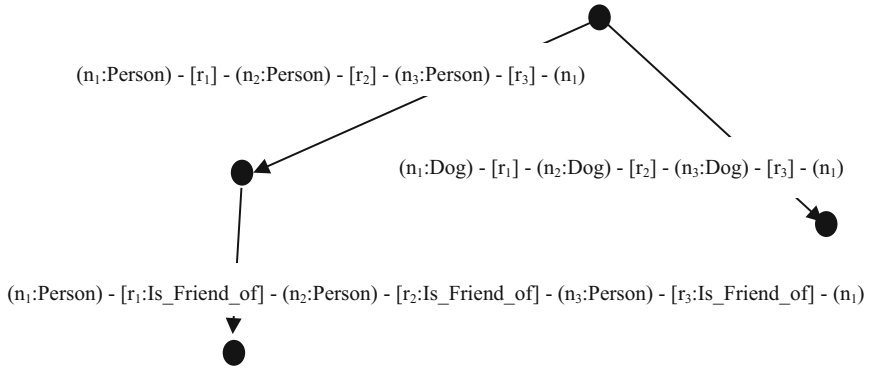 (n₁:Person) - [r₁] - (n₂:Person) - [r₂] - (n₃:Person) - [r₃] - (n₁)
(n₁:Dog) - [r₁] - (n₂:Dog) - [r₂] - (n₃:Dog) - [r₃] - (n₁)
(n₁:Person) - [r₁:Is_Friend_of] - (n₂:Person) - [r₂:Is_Friend_of] - (n₃:Person) - [r₃:Is_Friend_of] - (n₁)